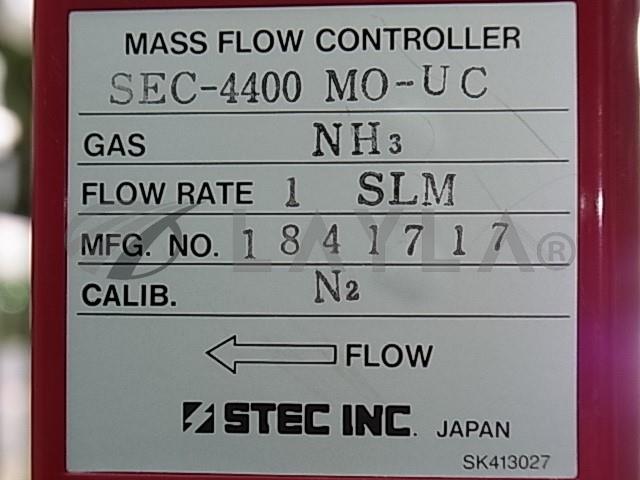 MASS FLOW CONTROLLER
SEC-4400 MO-UC
GAS NH3
FLOW RATE 1 SLM
MFG. NO. 1841717
LAYLA®
CALIB. N2
FLOW
STEC INC. JAPAN
SK413027